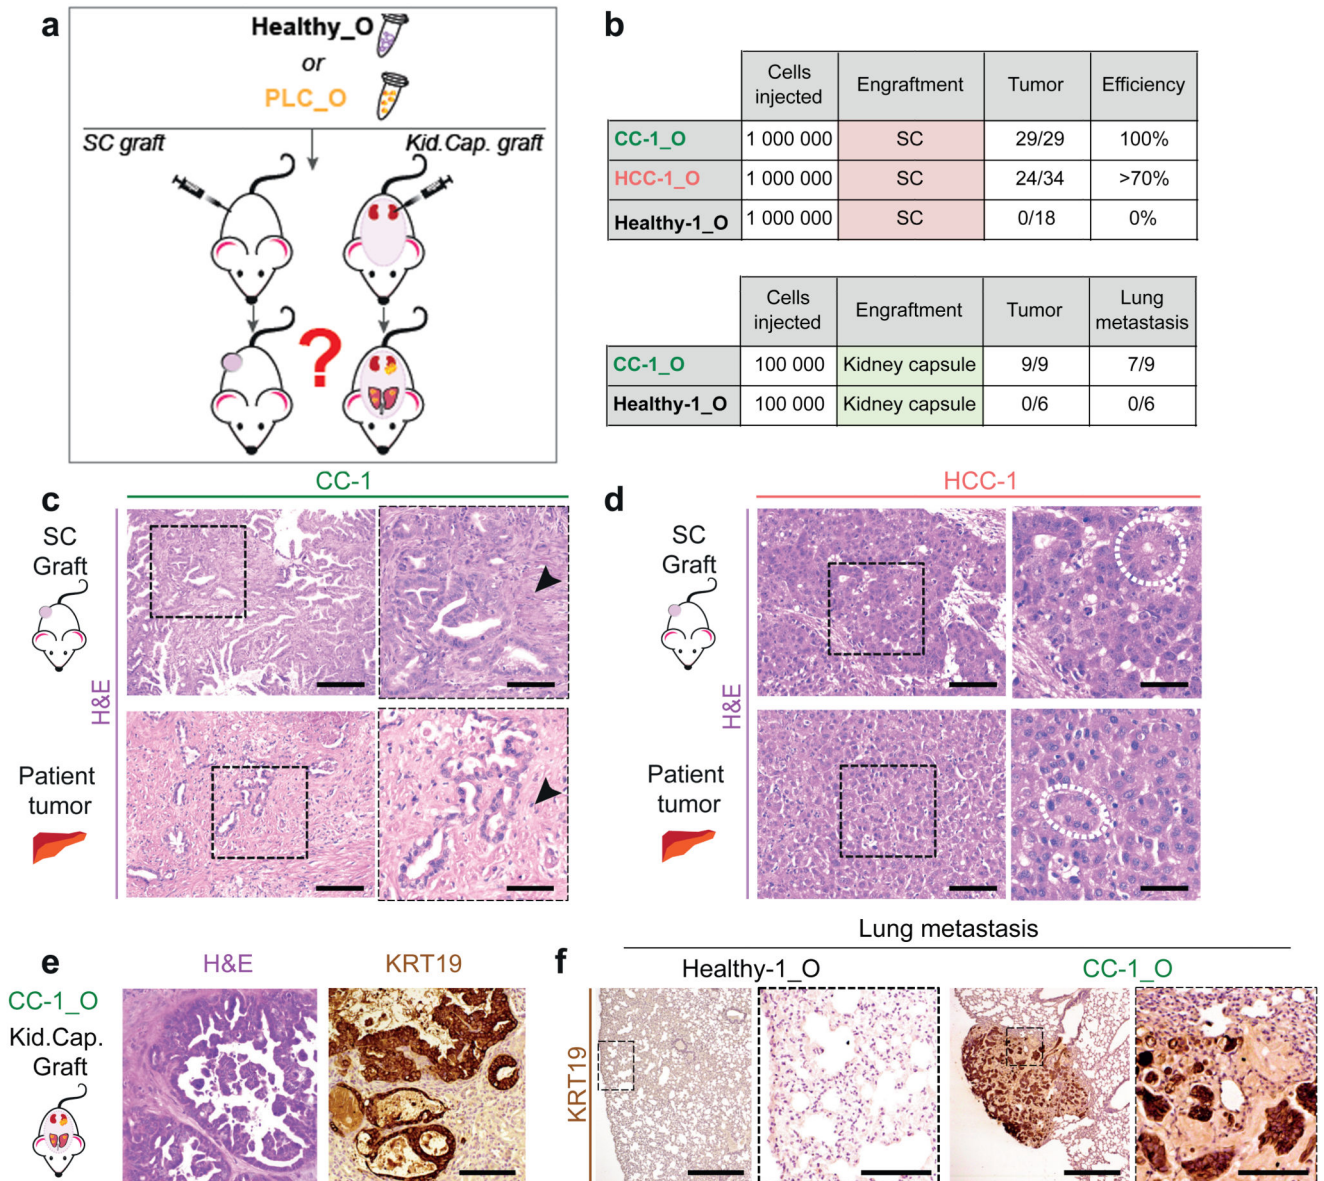 a
Healthy_O
or
PLC_O
SC graft
Kid.Cap. graft
?
b
Cells injected Engraftment Tumor Efficiency
CC-1_O 1 000 000 SC 29/29 100%
HCC-1_O 1 000 000 SC 24/34 >70%
Healthy-1_O 1 000 000 SC 0/18 0%
Cells injected Engraftment Tumor Lung metastasis
CC-1_O 100 000 Kidney capsule 9/9 7/9
Healthy-1_O 100 000 Kidney capsule 0/6 0/6
c
CC-1
SC
Graft
H&E
Patient
tumor
d
HCC-1
SC
Graft
H&E
Patient
tumor
e
H&E
KRT19
CC-1_O
Kid.Cap.
Graft
f
Lung metastasis
Healthy-1_O
CC-1_O
KRT19